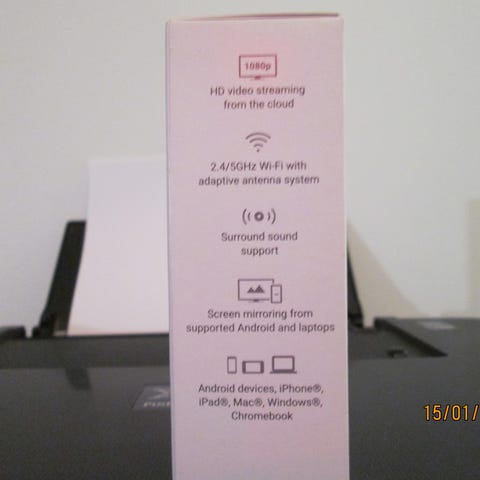 1080p
HD video streaming
from the cloud
2.4/5GHz Wi-Fi with
adaptive antenna system
Surround sound
support
Screen mirroring from
supported Android and laptops
Android devices, iPhone®,
iPad®, Mac®, Windows®,
Chromebook
15/01/